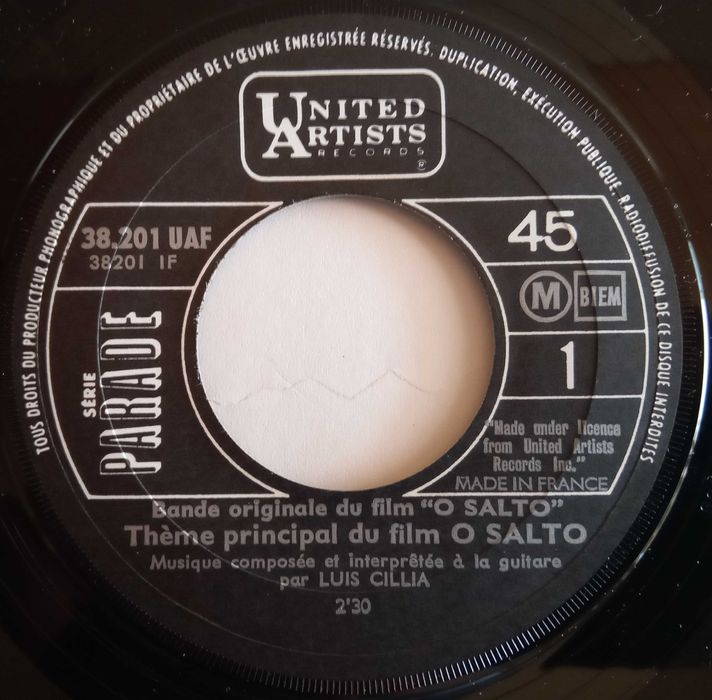 TOUS DROITS DU PRODUCTEUR PHONOGRAPHIQUE ET DU PROPRIÉTAIRE DE L'ŒUVRE ENREGISTRÉE RÉSERVÉS. DUPLICATION, EXÉCUTION PUBLIQUE, RADIODIFFUSION DE CE DISQUE INTERDITES
UNITED
ARTISTS
RECORDS
®
38.201 UAF
38201 IF
45
M BIEM
1
SÉRIE
PARADE
"Made under licence
from United Artists
Records Inc."
MADE IN FRANCE
Bande originale du film "O SALTO"
Thème principal du film O SALTO
Musique composée et interprêtée à la guitare
par LUIS CILLIA
2'30